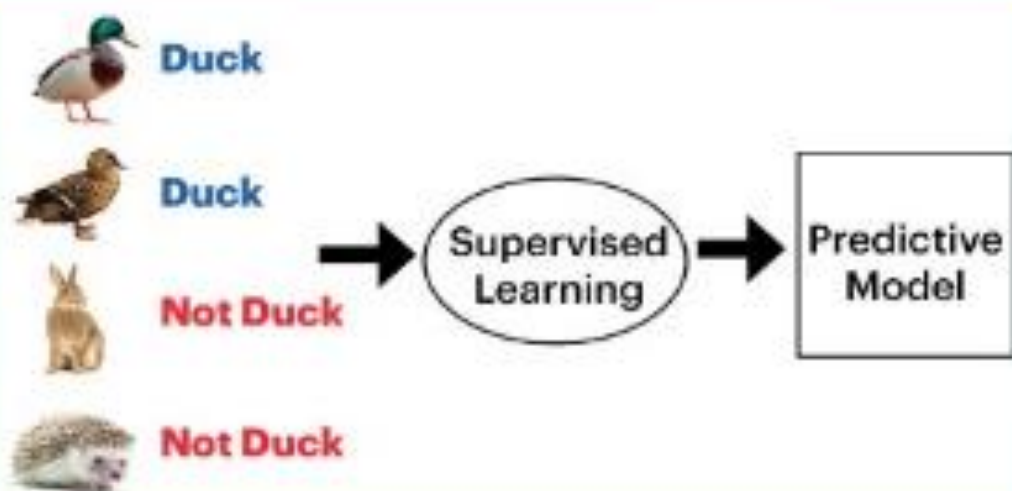 Duck
Duck
Not Duck
Not Duck
Supervised
Learning
Predictive
Model